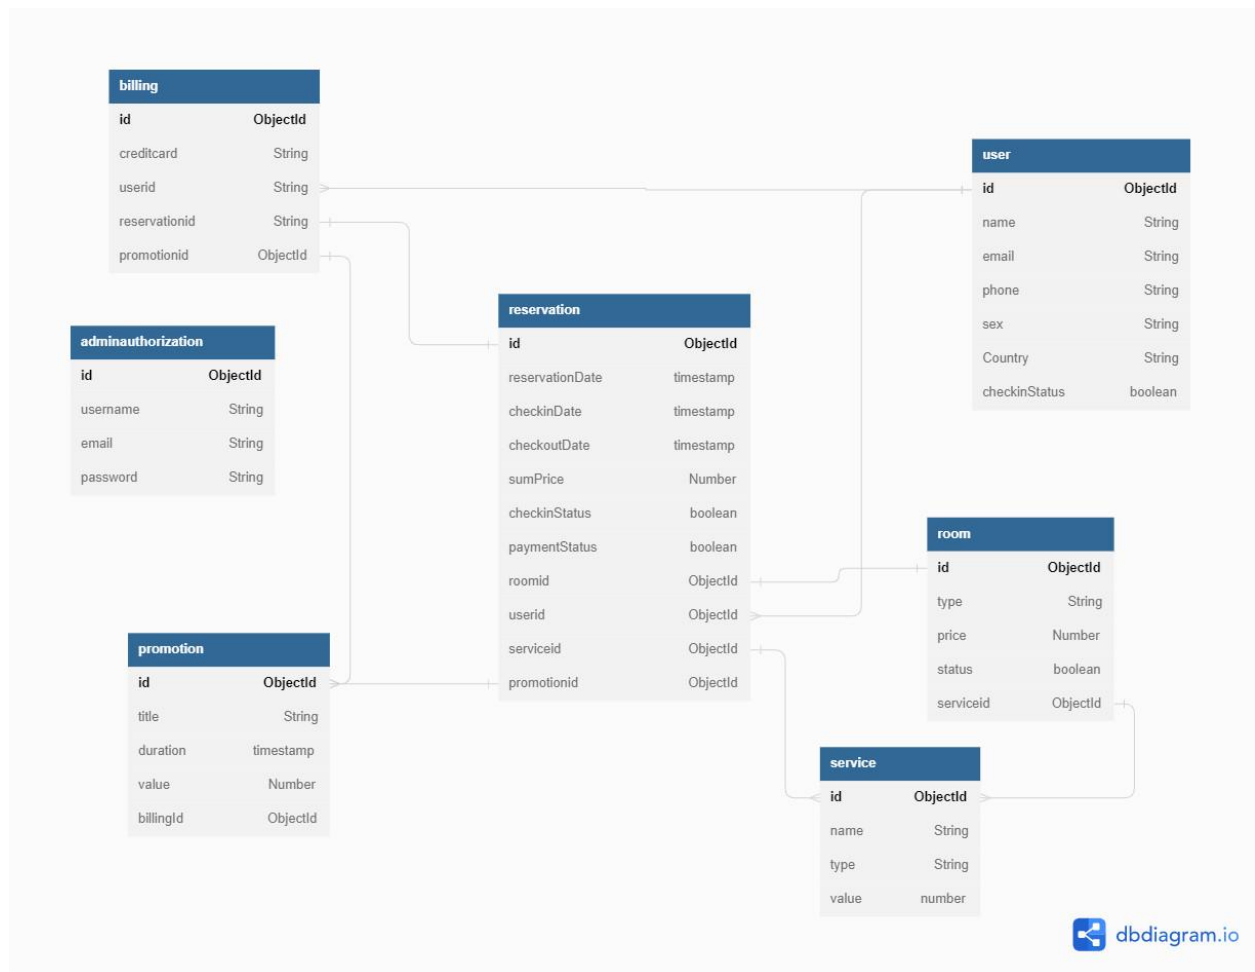 billing
id ObjectId
creditcard String
userid String
reservationid String
promotionid ObjectId
user
id ObjectId
name String
email String
phone String
sex String
Country String
checkinStatus boolean
reservation
id ObjectId
reservationDate timestamp
checkinDate timestamp
checkoutDate timestamp
sumPrice Number
checkinStatus boolean
paymentStatus boolean
roomid ObjectId
userid ObjectId
serviceid ObjectId
promotionid ObjectId
adminauthorization
id ObjectId
username String
email String
password String
room
id ObjectId
type String
price Number
status boolean
serviceid ObjectId
promotion
id ObjectId
title String
duration timestamp
value Number
billingId ObjectId
service
id ObjectId
name String
type String
value number
dbdiagram.io